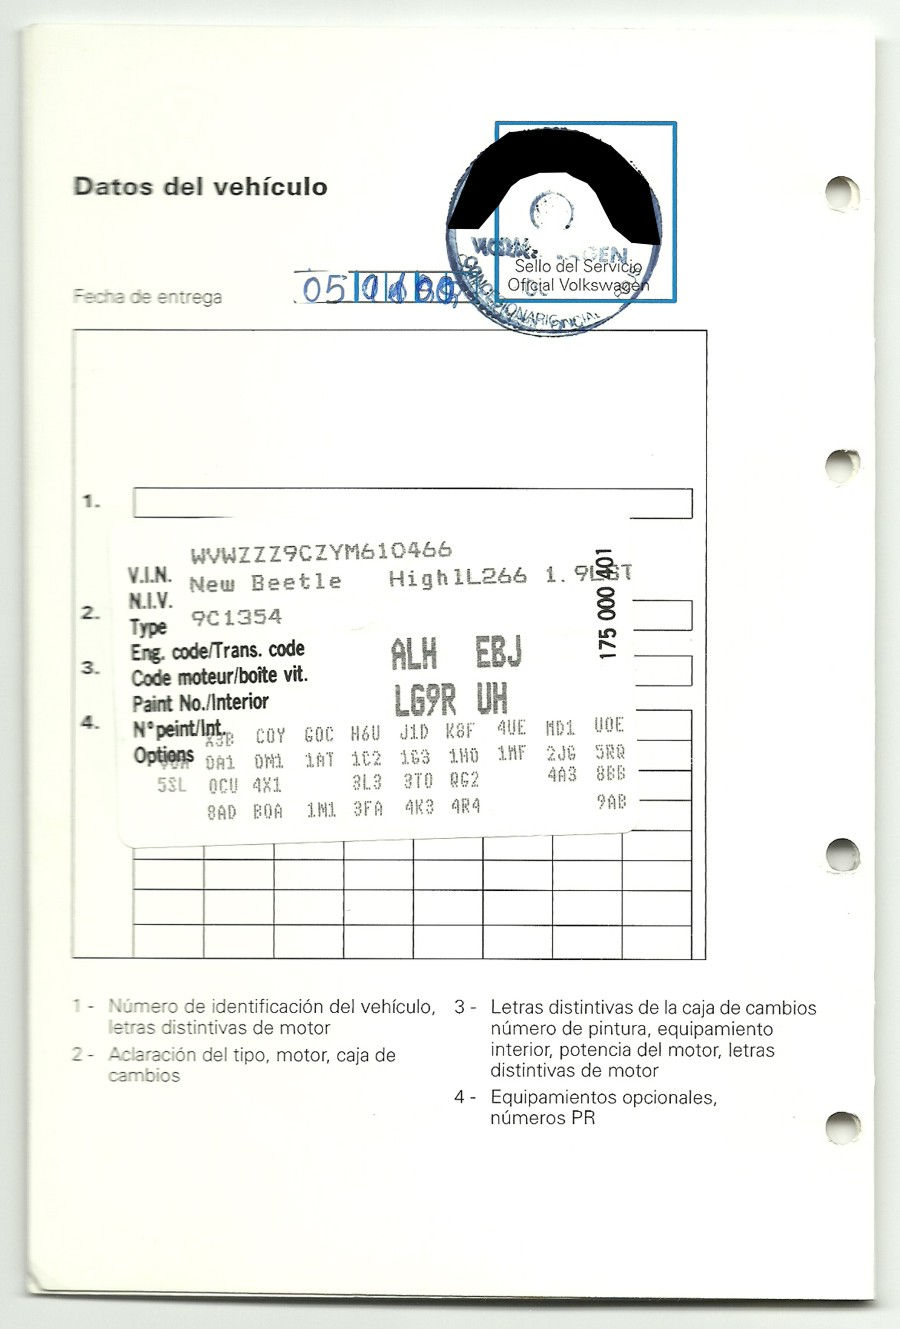 Datos del vehículo
Sello del Servicio
Oficial Volkswagen
Fecha de entrega
1.
WVWZZZ9CZYM610466
V.I.N.
N.I.V.
New Beetle High1L266 1.9L
175 000 401
2.
Type 9C1354
Eng. code/Trans. code
ALH EBJ
3.
Code moteur/boîte vit.
Paint No./Interior
LG9R UH
4.
N°peint/Int.
Options
COY GOC H6U J1D K8F 4UE MD1 UOE
0A1 0M1 1AT 1C2 1G3 1H0 1MF 2JG 5RQ
5SL 0CU 4X1 3L3 3T0 QG2 4A3 8BB
8AD B0A 1M1 3FA 4K3 4R4 9AB
1 - Número de identificación del vehículo,
letras distintivas de motor
2 - Aclaración del tipo, motor, caja de
cambios
3 - Letras distintivas de la caja de cambios
número de pintura, equipamiento
interior, potencia del motor, letras
distintivas de motor
4 - Equipamientos opcionales,
números PR